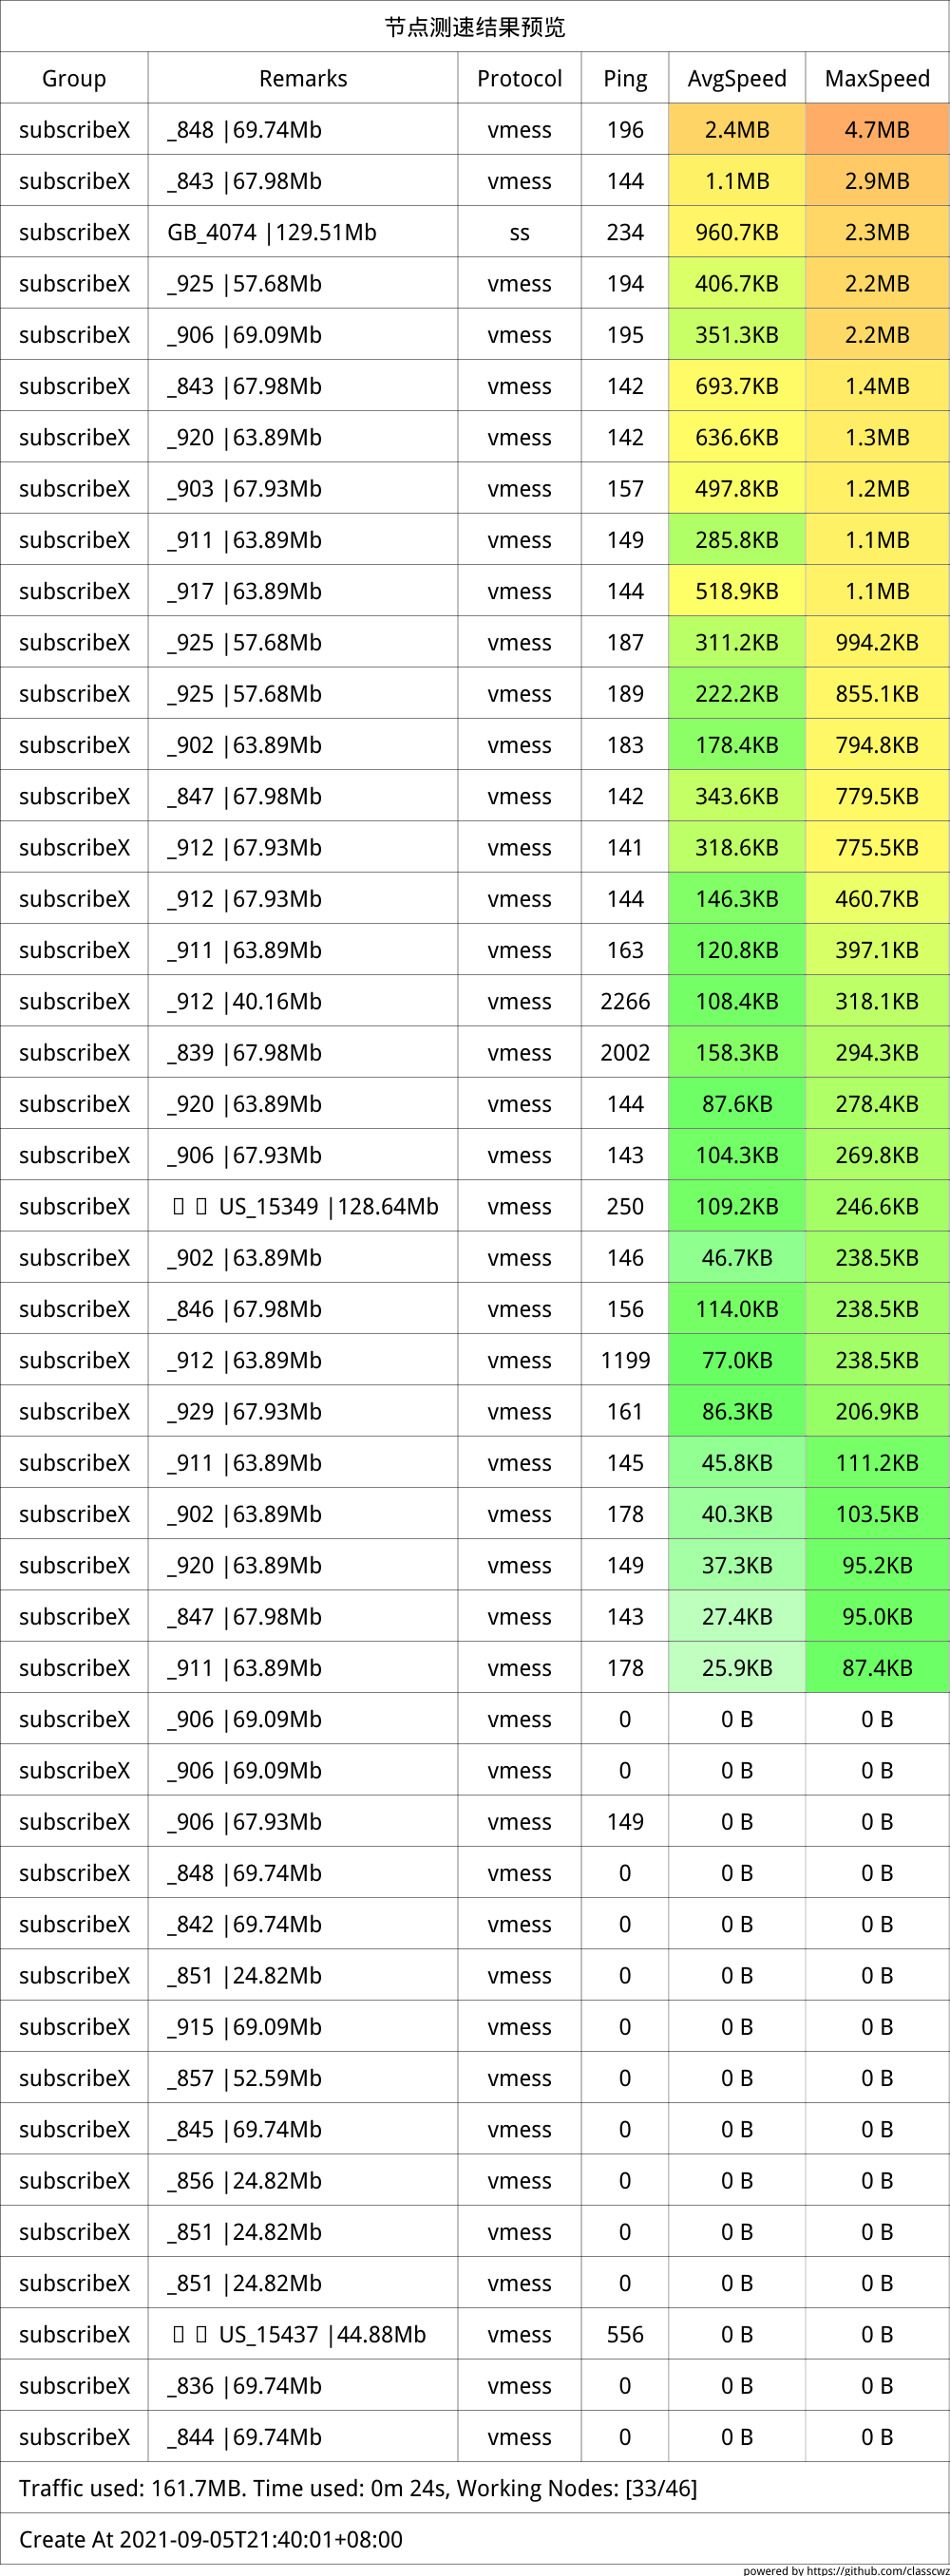 节点测速结果预览
Group Remarks Protocol Ping AvgSpeed MaxSpeed
subscribeX _848 |69.74Mb vmess 196 2.4MB 4.7MB
subscribeX _843 |67.98Mb vmess 144 1.1MB 2.9MB
subscribeX GB_4074 |129.51Mb ss 234 960.7KB 2.3MB
subscribeX _925 |57.68Mb vmess 194 406.7KB 2.2MB
subscribeX _906 |69.09Mb vmess 195 351.3KB 2.2MB
subscribeX _843 |67.98Mb vmess 142 693.7KB 1.4MB
subscribeX _920 |63.89Mb vmess 142 636.6KB 1.3MB
subscribeX _903 |67.93Mb vmess 157 497.8KB 1.2MB
subscribeX _911 |63.89Mb vmess 149 285.8KB 1.1MB
subscribeX _917 |63.89Mb vmess 144 518.9KB 1.1MB
subscribeX _925 |57.68Mb vmess 187 311.2KB 994.2KB
subscribeX _925 |57.68Mb vmess 189 222.2KB 855.1KB
subscribeX _902 |63.89Mb vmess 183 178.4KB 794.8KB
subscribeX _847 |67.98Mb vmess 142 343.6KB 779.5KB
subscribeX _912 |67.93Mb vmess 141 318.6KB 775.5KB
subscribeX _912 |67.93Mb vmess 144 146.3KB 460.7KB
subscribeX _911 |63.89Mb vmess 163 120.8KB 397.1KB
subscribeX _912 |40.16Mb vmess 2266 108.4KB 318.1KB
subscribeX _839 |67.98Mb vmess 2002 158.3KB 294.3KB
subscribeX _920 |63.89Mb vmess 144 87.6KB 278.4KB
subscribeX _906 |67.93Mb vmess 143 104.3KB 269.8KB
subscribeX US_15349 |128.64Mb vmess 250 109.2KB 246.6KB
subscribeX _902 |63.89Mb vmess 146 46.7KB 238.5KB
subscribeX _846 |67.98Mb vmess 156 114.0KB 238.5KB
subscribeX _912 |63.89Mb vmess 1199 77.0KB 238.5KB
subscribeX _929 |67.93Mb vmess 161 86.3KB 206.9KB
subscribeX _911 |63.89Mb vmess 145 45.8KB 111.2KB
subscribeX _902 |63.89Mb vmess 178 40.3KB 103.5KB
subscribeX _920 |63.89Mb vmess 149 37.3KB 95.2KB
subscribeX _847 |67.98Mb vmess 143 27.4KB 95.0KB
subscribeX _911 |63.89Mb vmess 178 25.9KB 87.4KB
subscribeX _906 |69.09Mb vmess 0 0 B 0 B
subscribeX _906 |69.09Mb vmess 0 0 B 0 B
subscribeX _906 |67.93Mb vmess 149 0 B 0 B
subscribeX _848 |69.74Mb vmess 0 0 B 0 B
subscribeX _842 |69.74Mb vmess 0 0 B 0 B
subscribeX _851 |24.82Mb vmess 0 0 B 0 B
subscribeX _915 |69.09Mb vmess 0 0 B 0 B
subscribeX _857 |52.59Mb vmess 0 0 B 0 B
subscribeX _845 |69.74Mb vmess 0 0 B 0 B
subscribeX _856 |24.82Mb vmess 0 0 B 0 B
subscribeX _851 |24.82Mb vmess 0 0 B 0 B
subscribeX _851 |24.82Mb vmess 0 0 B 0 B
subscribeX US_15437 |44.88Mb vmess 556 0 B 0 B
subscribeX _836 |69.74Mb vmess 0 0 B 0 B
subscribeX _844 |69.74Mb vmess 0 0 B 0 B
Traffic used: 161.7MB. Time used: 0m 24s, Working Nodes: [33/46]
Create At 2021-09-05T21:40:01+08:00
powered by https://github.com/classcwz